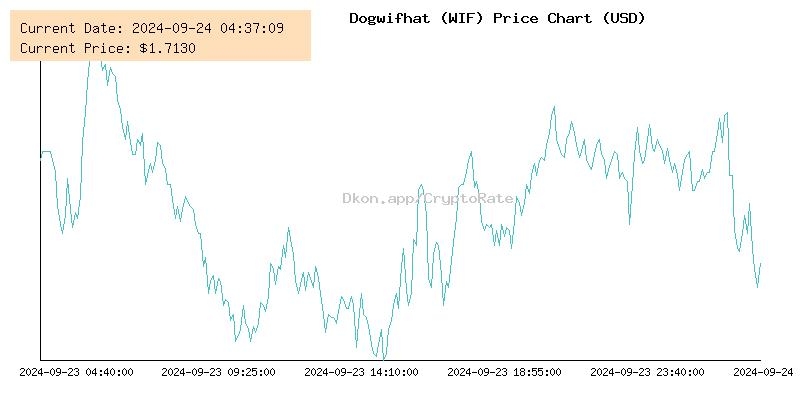 Dogwifhat (WIF) Price Chart (USD)
Current Date: 2024-09-24 04:37:09
Current Price: $1.7130
Dkon.app/CryptoRate
2024-09-23 04:40:00 2024-09-23 09:25:00 2024-09-23 14:10:00 2024-09-23 18:55:00 2024-09-23 23:40:00 2024-09-24